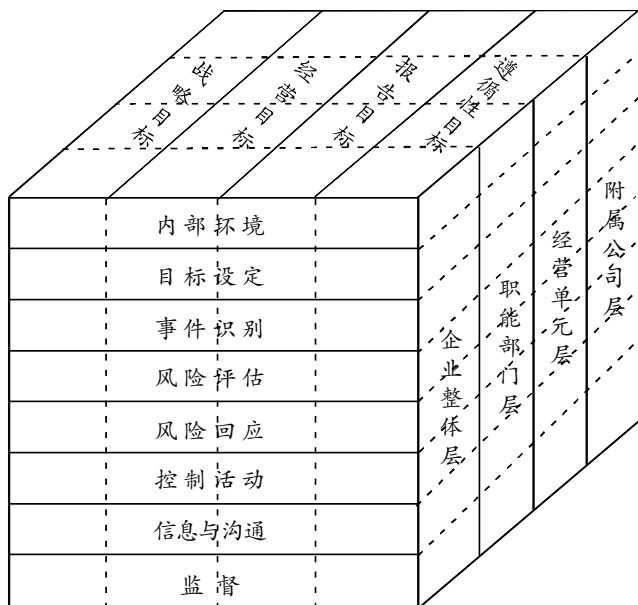 战略目标
经营目标
报告目标
遵循性目标
内部环境
目标设定
事件识别
风险评估
风险回应
控制活动
信息与沟通
监督
企业整体层
职能部门层
经营单元层
附属公司层